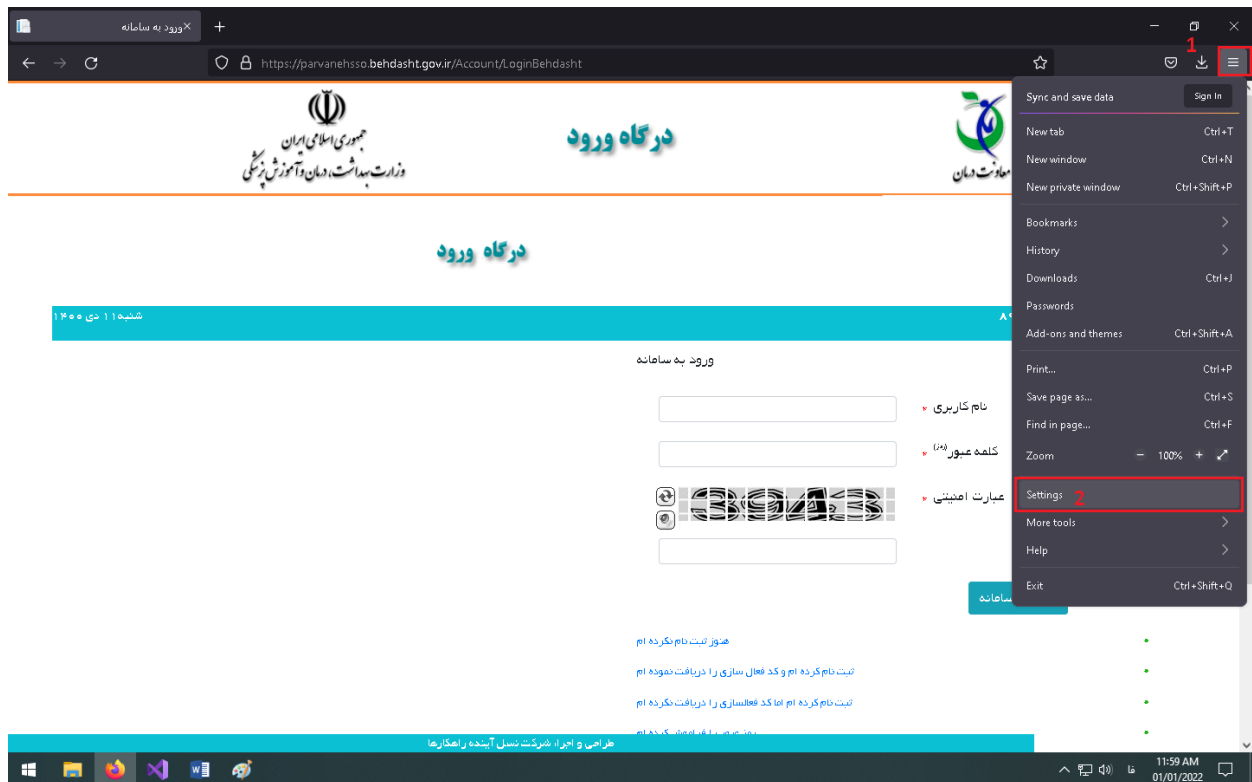 ورود به سامانه
1
https://parvanehsso.behdasht.gov.ir/Account/LoginBehdasht
جمهوری اسلامی ایران
وزارت بهداشت، درمان و آموزش پزشکی
درگاه ورود
معاونت درمان
درگاه ورود
شنبه ۱۱ دی ۱۴۰۰
ورود به سامانه
نام کاربری *
کلمه عبور(رمز) *
عبارت امنیتی *
3943
سامانه
هنوز ثبت نام نکرده ام
ثبت نام کرده ام و کد فعال سازی را دریافت نموده ام
ثبت نام کرده ام اما کد فعالسازی را دریافت نکرده ام
طراحی و اجرا: شرکت نسل آینده راهکارها
Sync and save data Sign In
New tab Ctrl+T
New window Ctrl+N
New private window Ctrl+Shift+P
Bookmarks
History
Downloads Ctrl+J
Passwords
Add-ons and themes Ctrl+Shift+A
Print... Ctrl+P
Save page as... Ctrl+S
Find in page... Ctrl+F
Zoom − 100% +
Settings 2
More tools
Help
Exit Ctrl+Shift+Q
فا
11:59 AM
01/01/2022